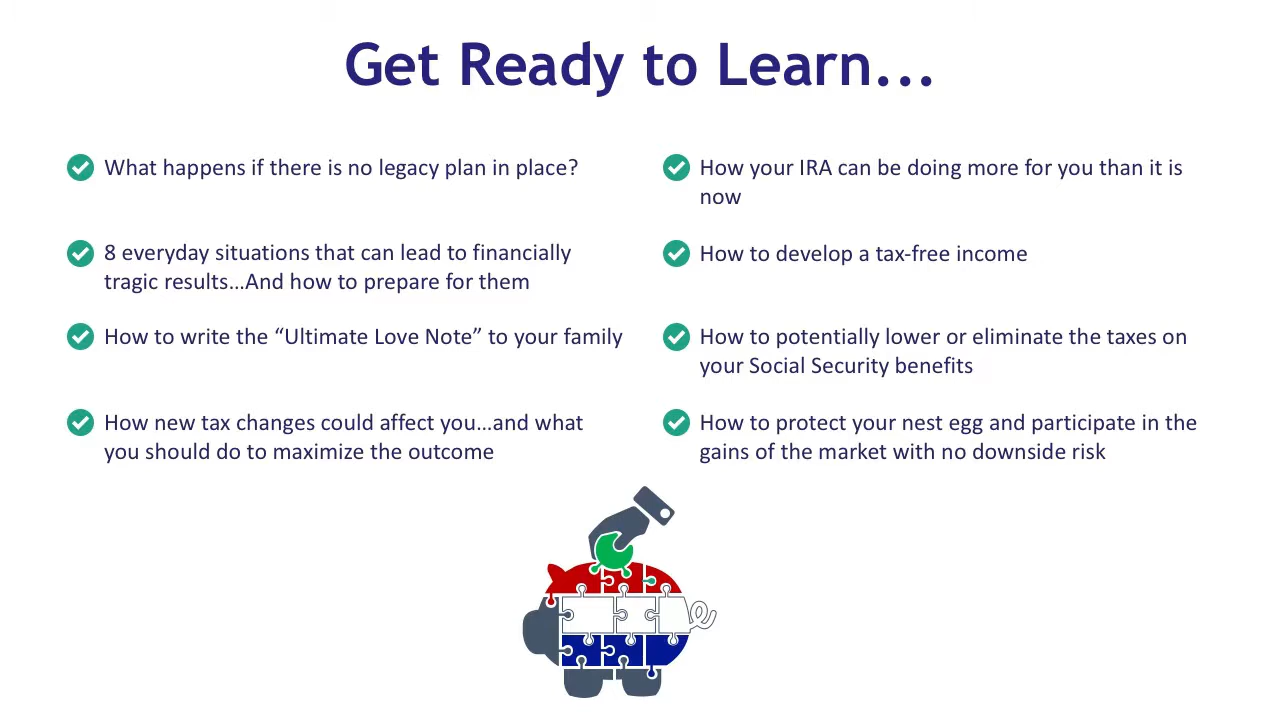 Get Ready to Learn...
What happens if there is no legacy plan in place?
8 everyday situations that can lead to financially
tragic results…And how to prepare for them
How to write the “Ultimate Love Note” to your family
How new tax changes could affect you…and what
you should do to maximize the outcome
How your IRA can be doing more for you than it is
now
How to develop a tax-free income
How to potentially lower or eliminate the taxes on
your Social Security benefits
How to protect your nest egg and participate in the
gains of the market with no downside risk